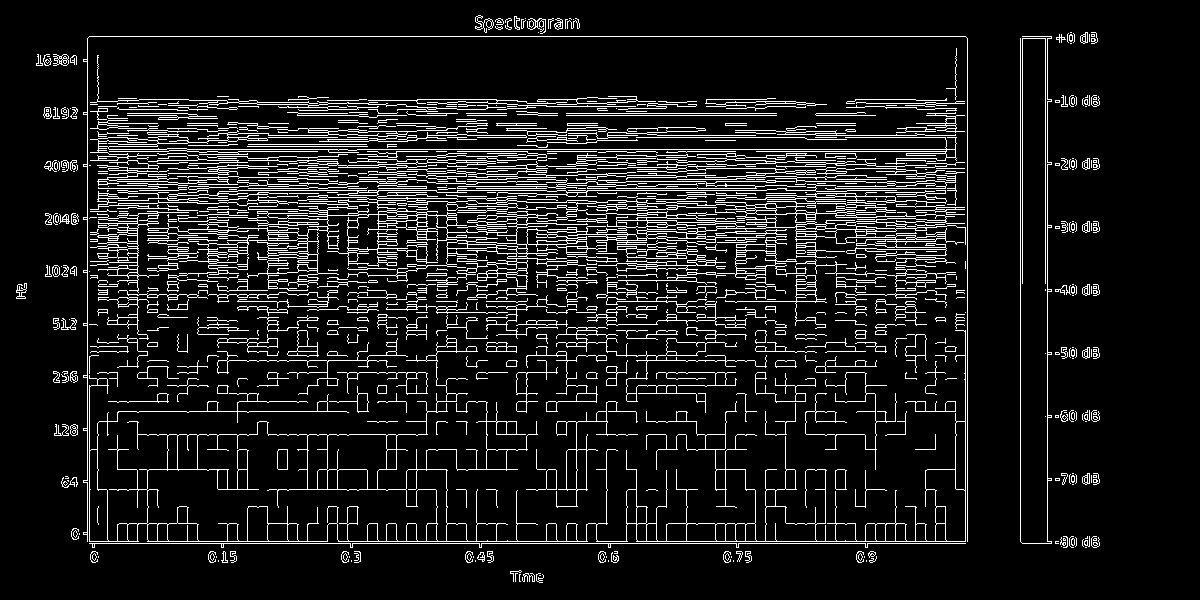 Spectrogram
+0 dB
16384
-10 dB
8192
-20 dB
4096
-30 dB
2048
1024
-40 dB
Hz
512
-50 dB
256
-60 dB
128
-70 dB
64
0
-80 dB
0 0.15 0.3 0.45 0.6 0.75 0.9
Time